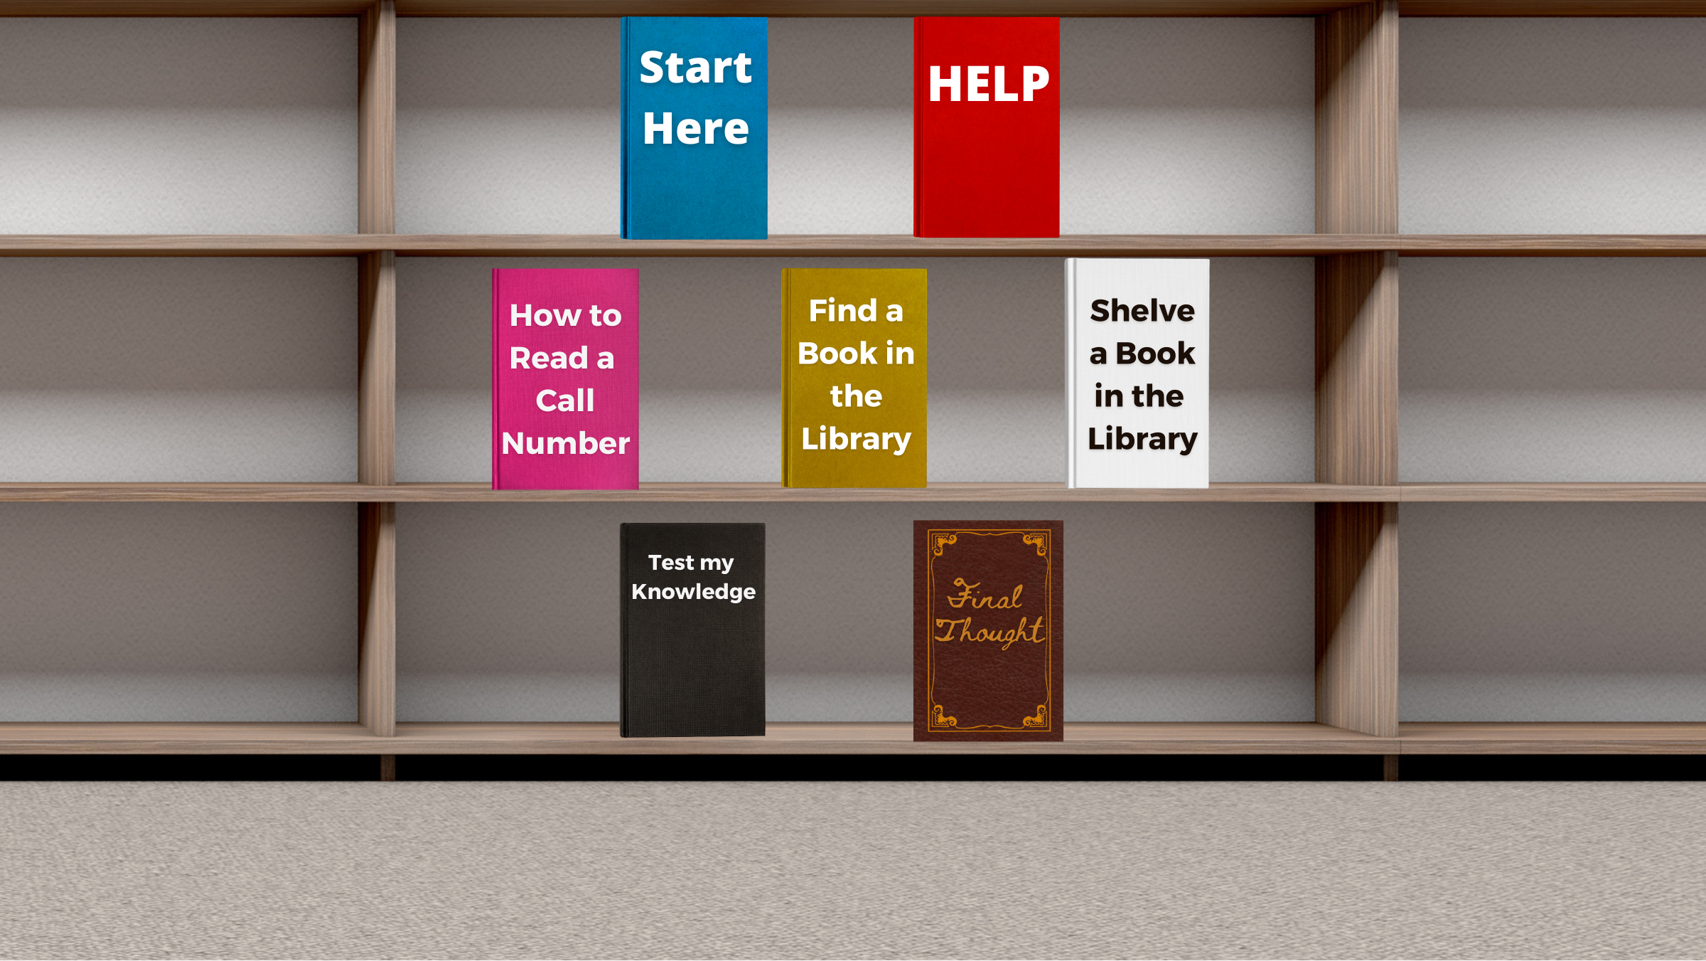 Start
Here
HELP
How to
Read a
Call
Number
Find a
Book in
the
Library
Shelve
a Book
in the
Library
Test my
Knowledge
Final
Thought